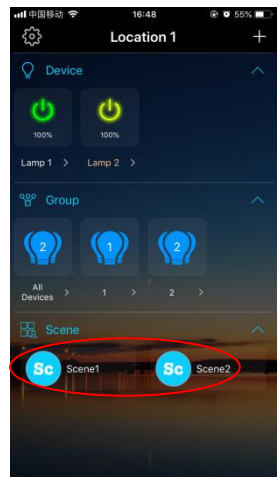 中国移动 16:48 55%
Location 1
Device
100% 100%
Lamp 1 > Lamp 2 >
Group
2 1 2
All Devices > 1 > 2 >
Scene
Sc Scene1 Sc Scene2